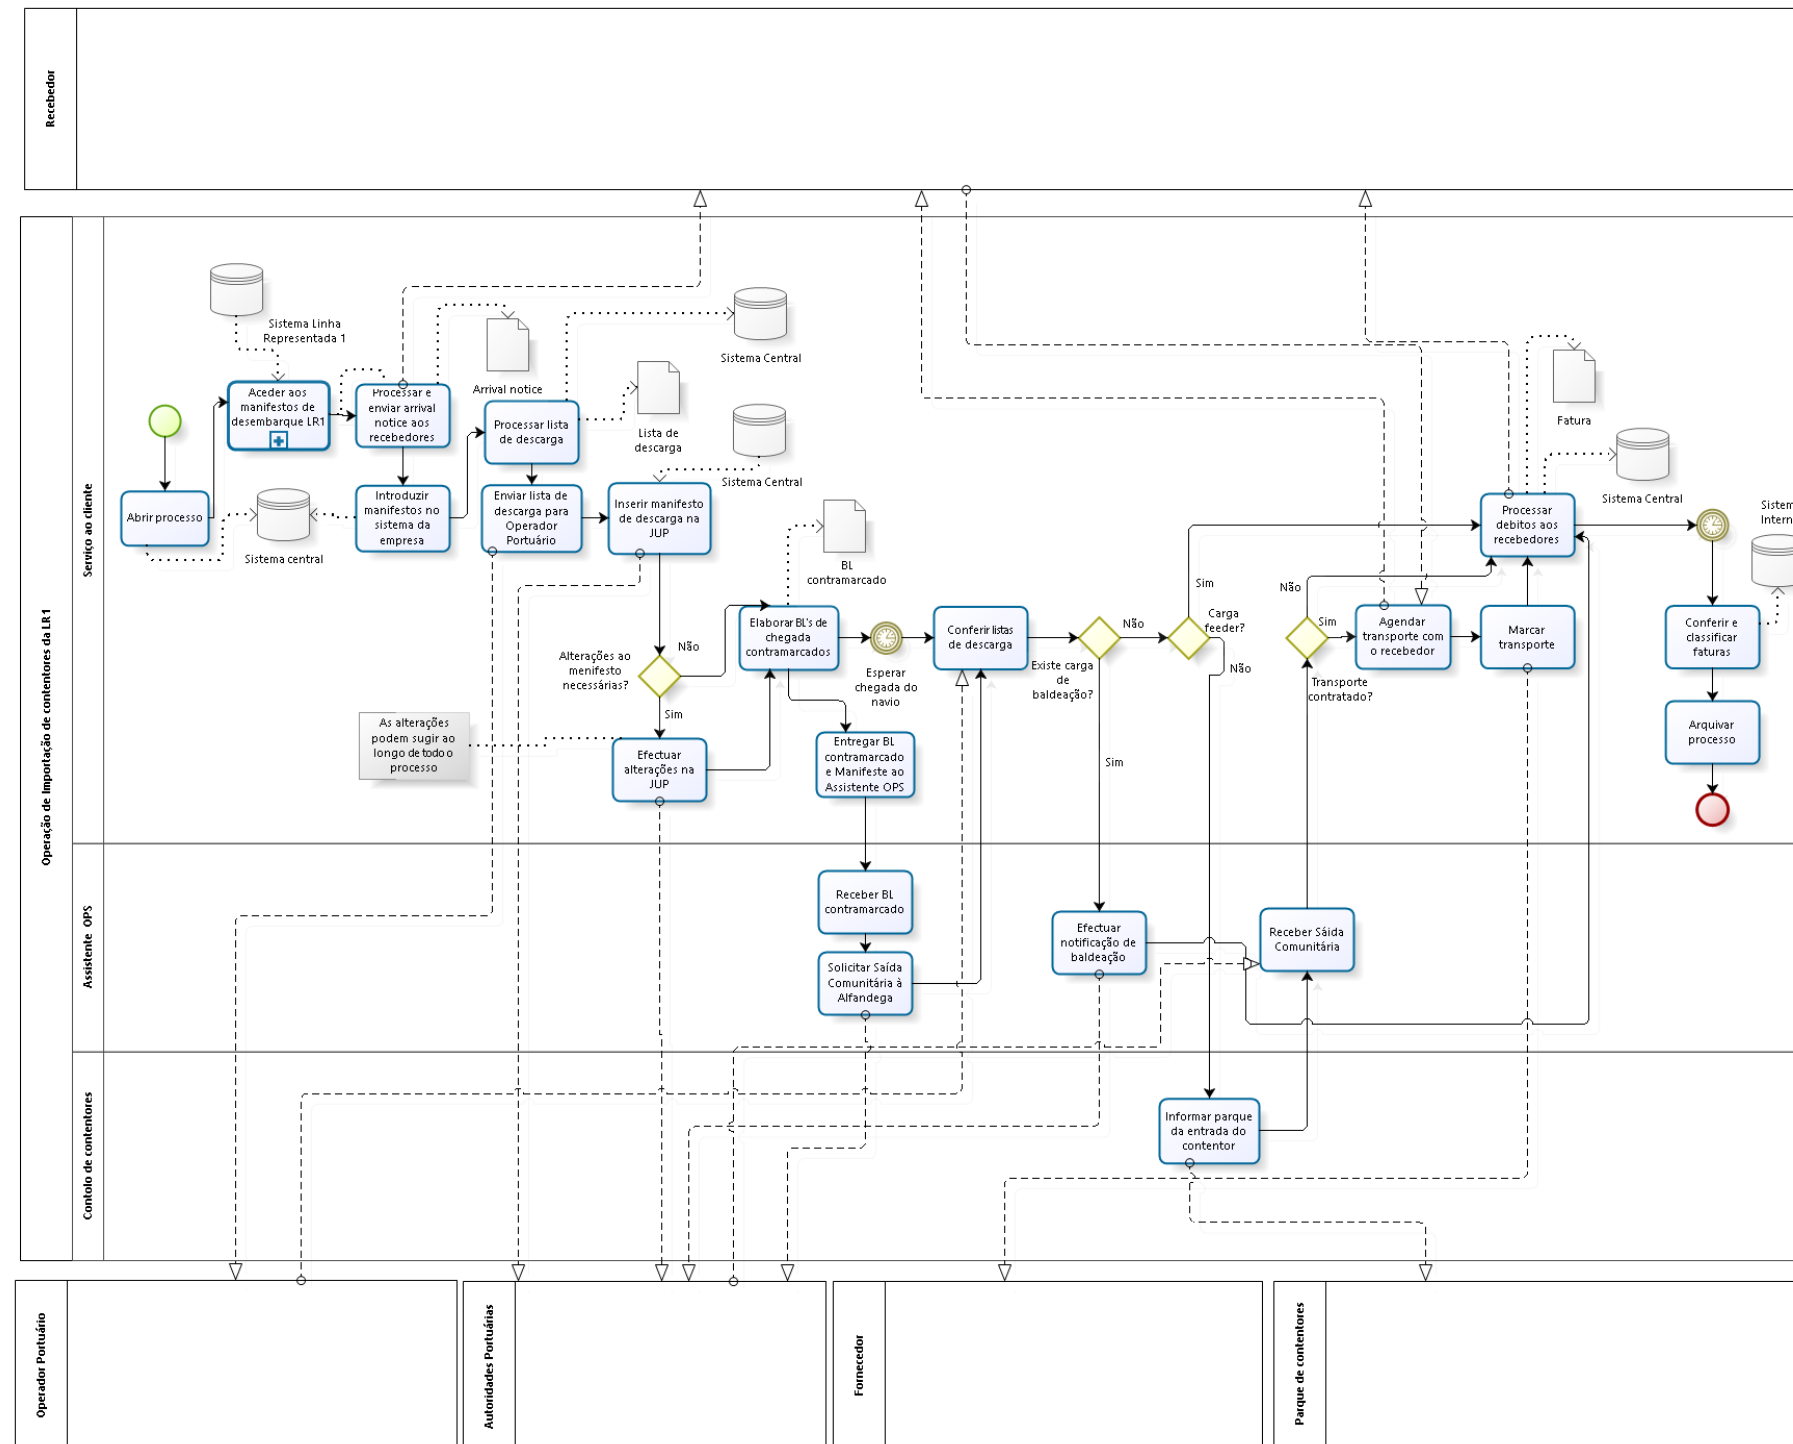 Recebedor
Operação de Importação de contentores da LR1
Serviço ao cliente
Sistema Linha
Representada 1
Aceder aos
manifestos de
desembarque LR1
Processar e
enviar arrival
notice aos
recebedores
Arrival notice
Sistema Central
Processar lista
de descarga
Lista de
descarga
Sistema Central
Abrir processo
Sistema central
Introduzir
manifestos no
sistema da
empresa
Enviar lista de
descarga para
Operador
Portuário
Inserir manifesto
de descarga na
JUP
BL
contramarcado
Alterações ao
menifesto
necessárias?
Não
Sim
Elaborar BL's de
chegada
contramarcados
Esperar
chegada do
navio
Conferir listas
de descarga
Existe carga
de
baldeação?
Não
Sim
Sim
Carga
feeder?
Não
Não
Sim
Transporte
contratado?
Agendar
transporte com
o recebedor
Marcar
transporte
Processar
debitos aos
recebedores
Fatura
Sistema Central
Sistem
Intern
Conferir e
classificar
faturas
Arquivar
processo
As alterações
podem sugir ao
longo de todo o
processo
Efectuar
alterações na
JUP
Entregar BL
contramarcado
e Manifeste ao
Assistente OPS
Assistente OPS
Receber BL
contramarcado
Solicitar Saída
Comunitária à
Alfandega
Efectuar
notificação de
baldeação
Receber Sáida
Comunitária
Contolo de contentores
Informar parque
da entrada do
contentor
Operador Portuário
Autoridades Portuárias
Fornecedor
Parque de contentores